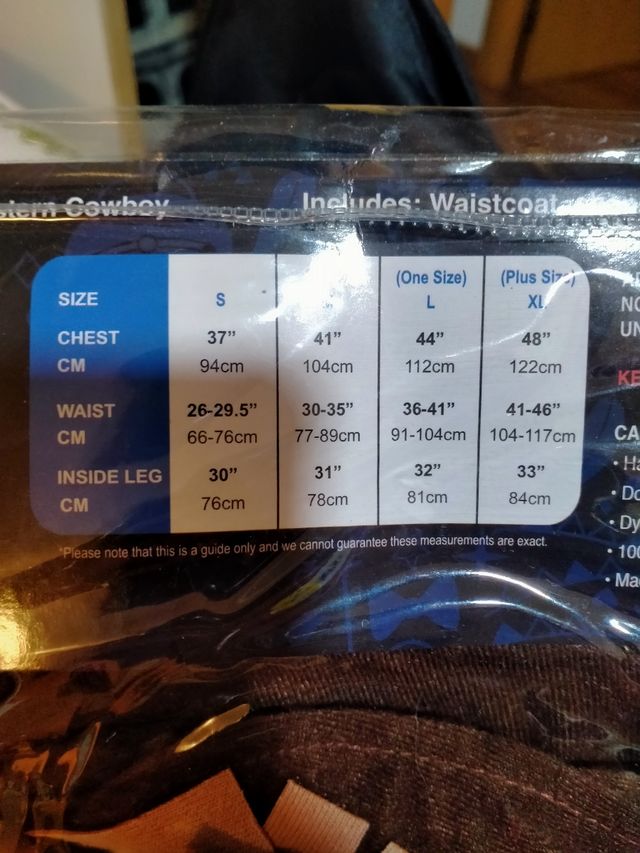 Cowboy Includes: Waistcoat
(One Size) (Plus Size)
SIZE S L XL
CHEST 37” 41” 44” 48”
CM 94cm 104cm 112cm 122cm
WAIST 26-29.5” 30-35” 36-41” 41-46”
CM 66-76cm 77-89cm 91-104cm 104-117cm
INSIDE LEG 30” 31” 32” 33”
CM 76cm 78cm 81cm 84cm
*Please note that this is a guide only and we cannot guarantee these measurements are exact.